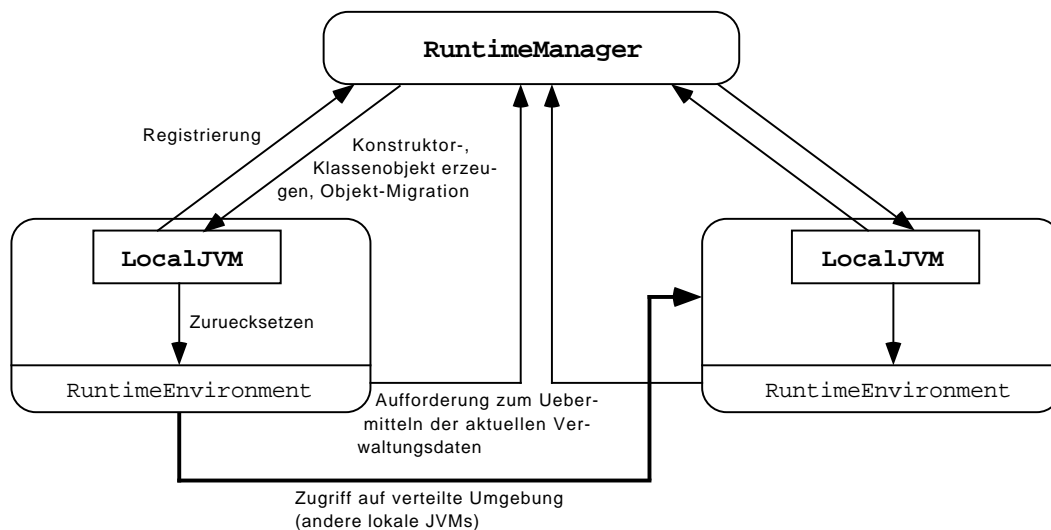 RuntimeManager
Registrierung
Konstruktor-,
Klassenobjekt erzeu-
gen, Objekt-Migration
LocalJVM
Zuruecksetzen
RuntimeEnvironment
LocalJVM
RuntimeEnvironment
Aufforderung zum Ueber-
mitteln der aktuellen Ver-
waltungsdaten
Zugriff auf verteilte Umgebung
(andere lokale JVMs)